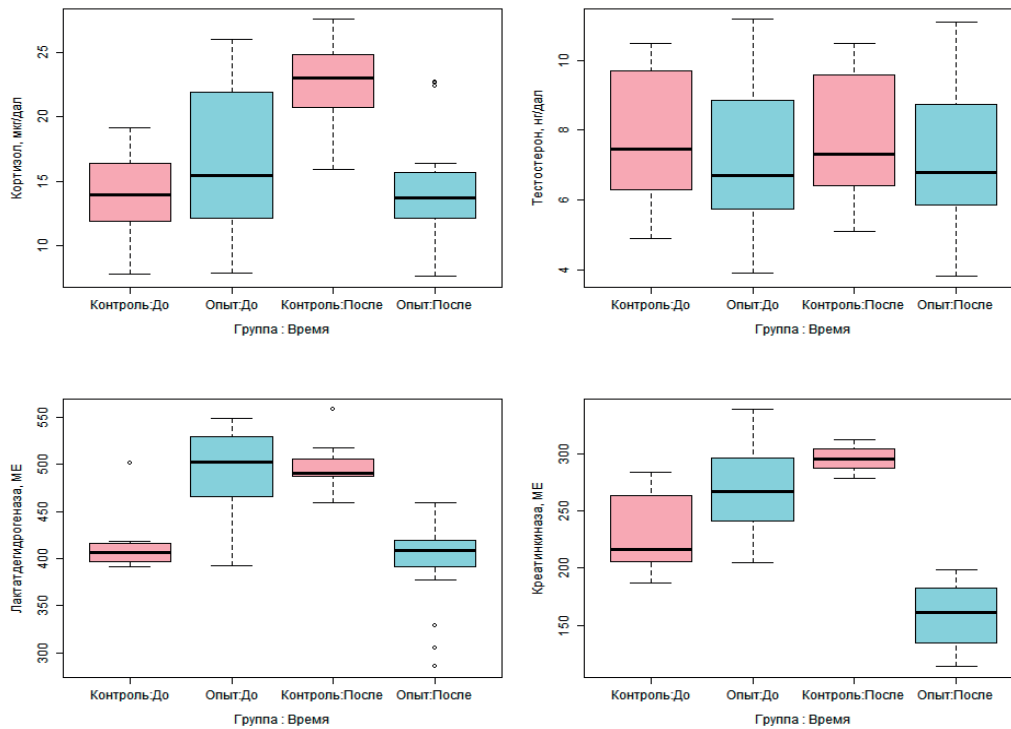 Кортизол, мкг/дал
25
20
15
10
Контроль:До Опыт:До Контроль:После Опыт:После
Группа : Время
Тестостерон, нг/дал
10
8
6
4
Контроль:До Опыт:До Контроль:После Опыт:После
Группа : Время
Лактатдегидрогеназа, МЕ
550
500
450
400
350
300
Контроль:До Опыт:До Контроль:После Опыт:После
Группа : Время
Креатинкиназа, МЕ
300
250
200
150
Контроль:До Опыт:До Контроль:После Опыт:После
Группа : Время